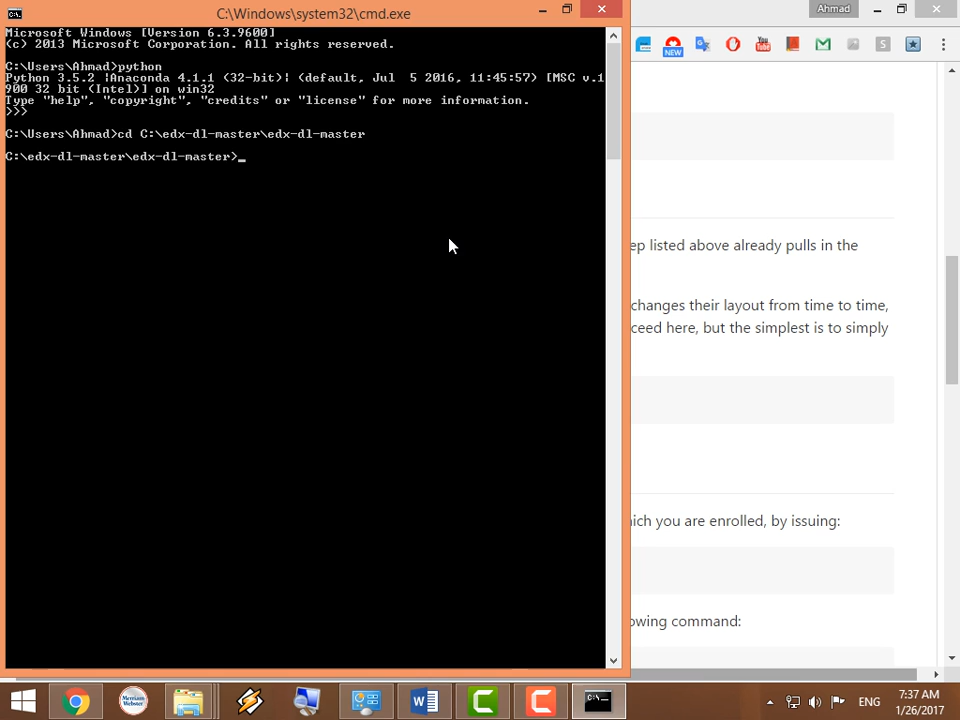 C:\Windows\system32\cmd.exe
Ahmad
Microsoft Windows [Version 6.3.9600]
(c) 2013 Microsoft Corporation. All rights reserved.
C:\Users\Ahmad>python
Python 3.5.2 |Anaconda 4.1.1 (32-bit)| (default, Jul  5 2016, 11:45:57) [MSC v.1
900 32 bit (Intel)] on win32
Type "help", "copyright", "credits" or "license" for more information.
>>>
C:\Users\Ahmad>cd C:\edx-dl-master\edx-dl-master
C:\edx-dl-master\edx-dl-master>_
NEW
You
Tube
S
ep listed above already pulls in the
changes their layout from time to time,
ceed here, but the simplest is to simply
hich you are enrolled, by issuing:
owing command:
Merriam
Webster
ENG
7:37 AM
1/26/2017